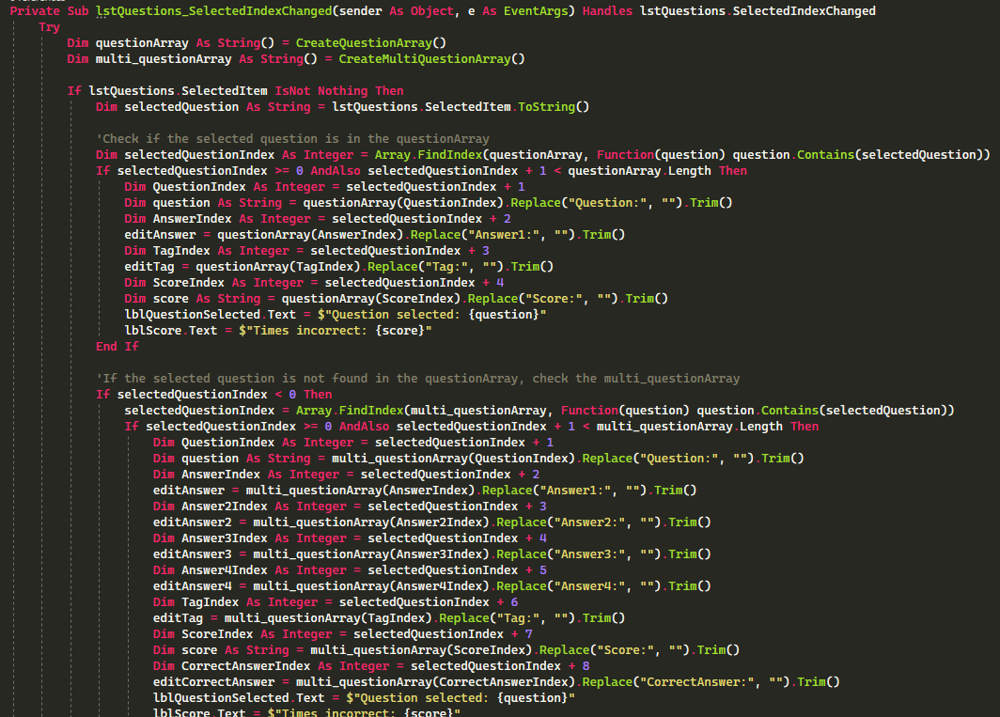 Private Sub lstQuestions_SelectedIndexChanged(sender As Object, e As EventArgs) Handles lstQuestions.SelectedIndexChanged
Try
Dim questionArray As String() = CreateQuestionArray()
Dim multi_questionArray As String() = CreateMultiQuestionArray()
If lstQuestions.SelectedItem IsNot Nothing Then
Dim selectedQuestion As String = lstQuestions.SelectedItem.ToString()
'Check if the selected question is in the questionArray
Dim selectedQuestionIndex As Integer = Array.FindIndex(questionArray, Function(question) question.Contains(selectedQuestion))
If selectedQuestionIndex >= 0 AndAlso selectedQuestionIndex + 1 < questionArray.Length Then
Dim QuestionIndex As Integer = selectedQuestionIndex + 1
Dim question As String = questionArray(QuestionIndex).Replace("Question:", "").Trim()
Dim AnswerIndex As Integer = selectedQuestionIndex + 2
editAnswer = questionArray(AnswerIndex).Replace("Answer1:", "").Trim()
Dim TagIndex As Integer = selectedQuestionIndex + 3
editTag = questionArray(TagIndex).Replace("Tag:", "").Trim()
Dim ScoreIndex As Integer = selectedQuestionIndex + 4
Dim score As String = questionArray(ScoreIndex).Replace("Score:", "").Trim()
lblQuestionSelected.Text = $"Question selected: {question}"
lblScore.Text = $"Times incorrect: {score}"
End If
'If the selected question is not found in the questionArray, check the multi_questionArray
If selectedQuestionIndex < 0 Then
selectedQuestionIndex = Array.FindIndex(multi_questionArray, Function(question) question.Contains(selectedQuestion))
If selectedQuestionIndex >= 0 AndAlso selectedQuestionIndex + 1 < multi_questionArray.Length Then
Dim QuestionIndex As Integer = selectedQuestionIndex + 1
Dim question As String = multi_questionArray(QuestionIndex).Replace("Question:", "").Trim()
Dim AnswerIndex As Integer = selectedQuestionIndex + 2
editAnswer = multi_questionArray(AnswerIndex).Replace("Answer1:", "").Trim()
Dim Answer2Index As Integer = selectedQuestionIndex + 3
editAnswer2 = multi_questionArray(Answer2Index).Replace("Answer2:", "").Trim()
Dim Answer3Index As Integer = selectedQuestionIndex + 4
editAnswer3 = multi_questionArray(Answer3Index).Replace("Answer3:", "").Trim()
Dim Answer4Index As Integer = selectedQuestionIndex + 5
editAnswer4 = multi_questionArray(Answer4Index).Replace("Answer4:", "").Trim()
Dim TagIndex As Integer = selectedQuestionIndex + 6
editTag = multi_questionArray(TagIndex).Replace("Tag:", "").Trim()
Dim ScoreIndex As Integer = selectedQuestionIndex + 7
Dim score As String = multi_questionArray(ScoreIndex).Replace("Score:", "").Trim()
Dim CorrectAnswerIndex As Integer = selectedQuestionIndex + 8
editCorrectAnswer = multi_questionArray(CorrectAnswerIndex).Replace("CorrectAnswer:", "").Trim()
lblQuestionSelected.Text = $"Question selected: {question}"
lblScore.Text = $"Times incorrect: {score}"